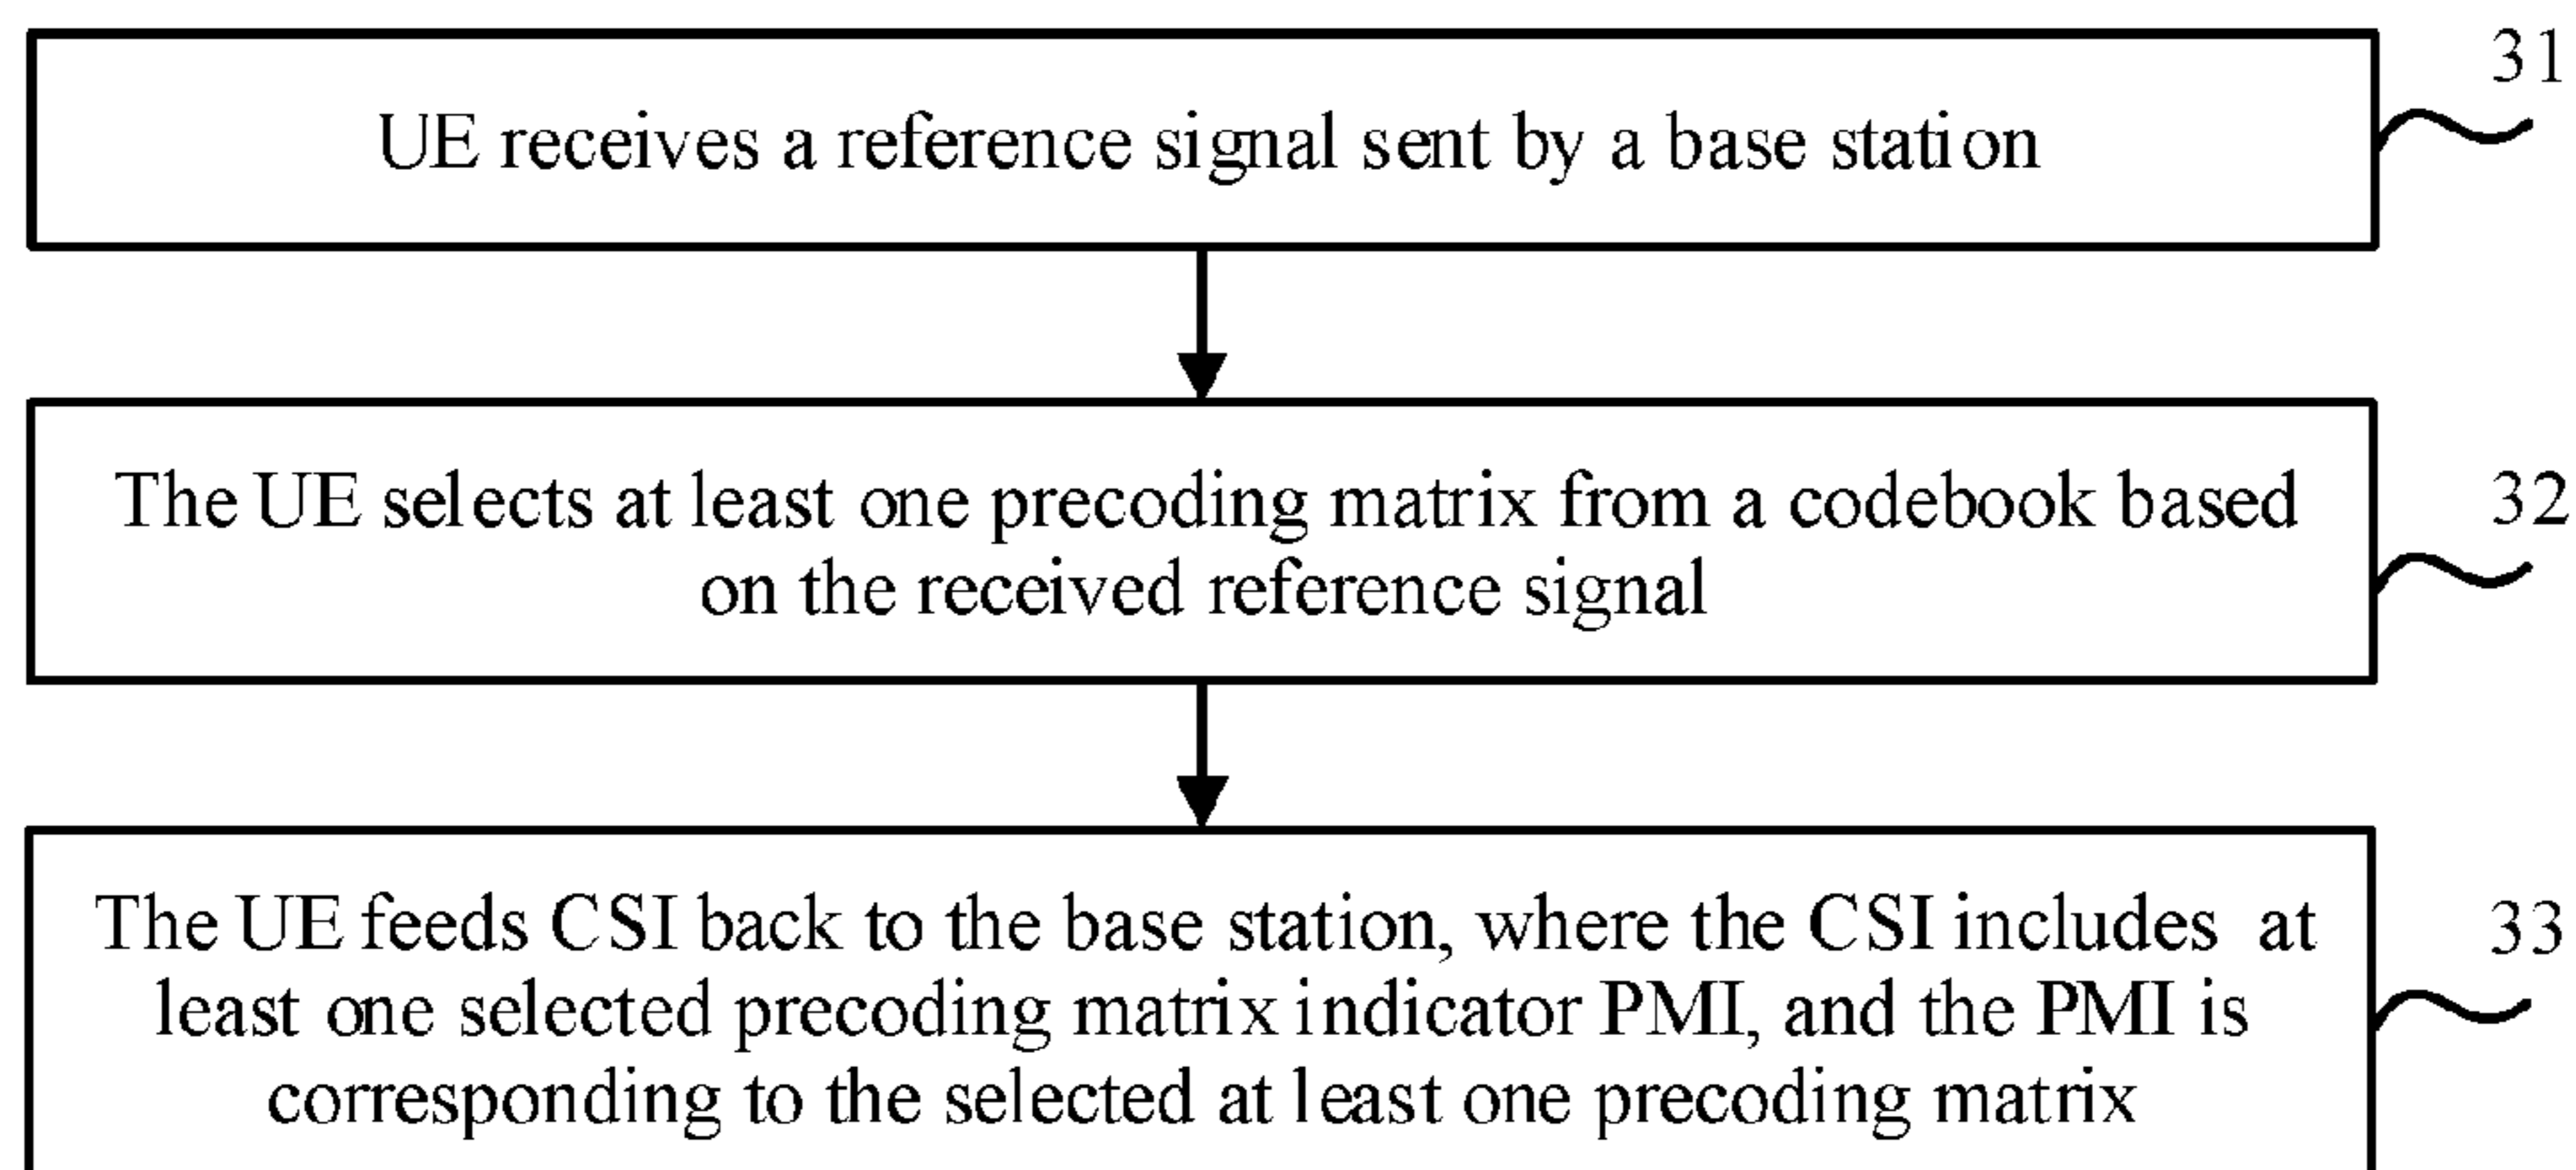 UE receives a reference signal sent by a base station
31
The UE selects at least one precoding matrix from a codebook based
on the received reference signal
32
The UE feeds CSI back to the base station, where the CSI includes at
least one selected precoding matrix indicator PMI, and the PMI is
corresponding to the selected at least one precoding matrix
33